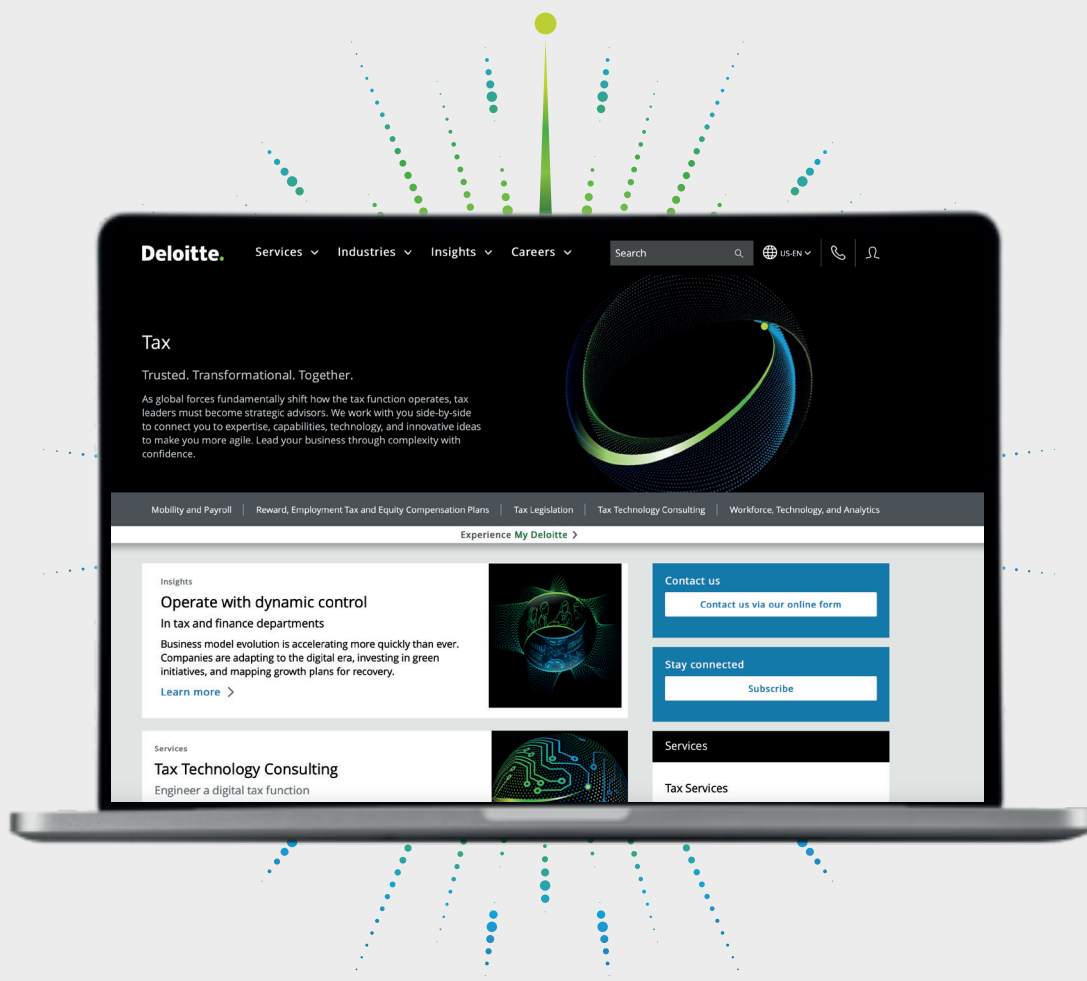 Deloitte.
Services
Industries
Insights
Careers
Search
US-EN
Tax
Trusted. Transformational. Together.
As global forces fundamentally shift how the tax function operates, tax
leaders must become strategic advisors. We work with you side-by-side
to connect you to expertise, capabilities, technology, and innovative ideas
to make you more agile. Lead your business through complexity with
confidence.
Mobility and Payroll
Reward, Employment Tax and Equity Compensation Plans
Tax Legislation
Tax Technology Consulting
Workforce, Technology, and Analytics
Experience My Deloitte
Insights
Operate with dynamic control
In tax and finance departments
Business model evolution is accelerating more quickly than ever.
Companies are adapting to the digital era, investing in green
initiatives, and mapping growth plans for recovery.
Learn more
Contact us
Contact us via our online form
Stay connected
Subscribe
Services
Tax Technology Consulting
Engineer a digital tax function
Services
Tax Services